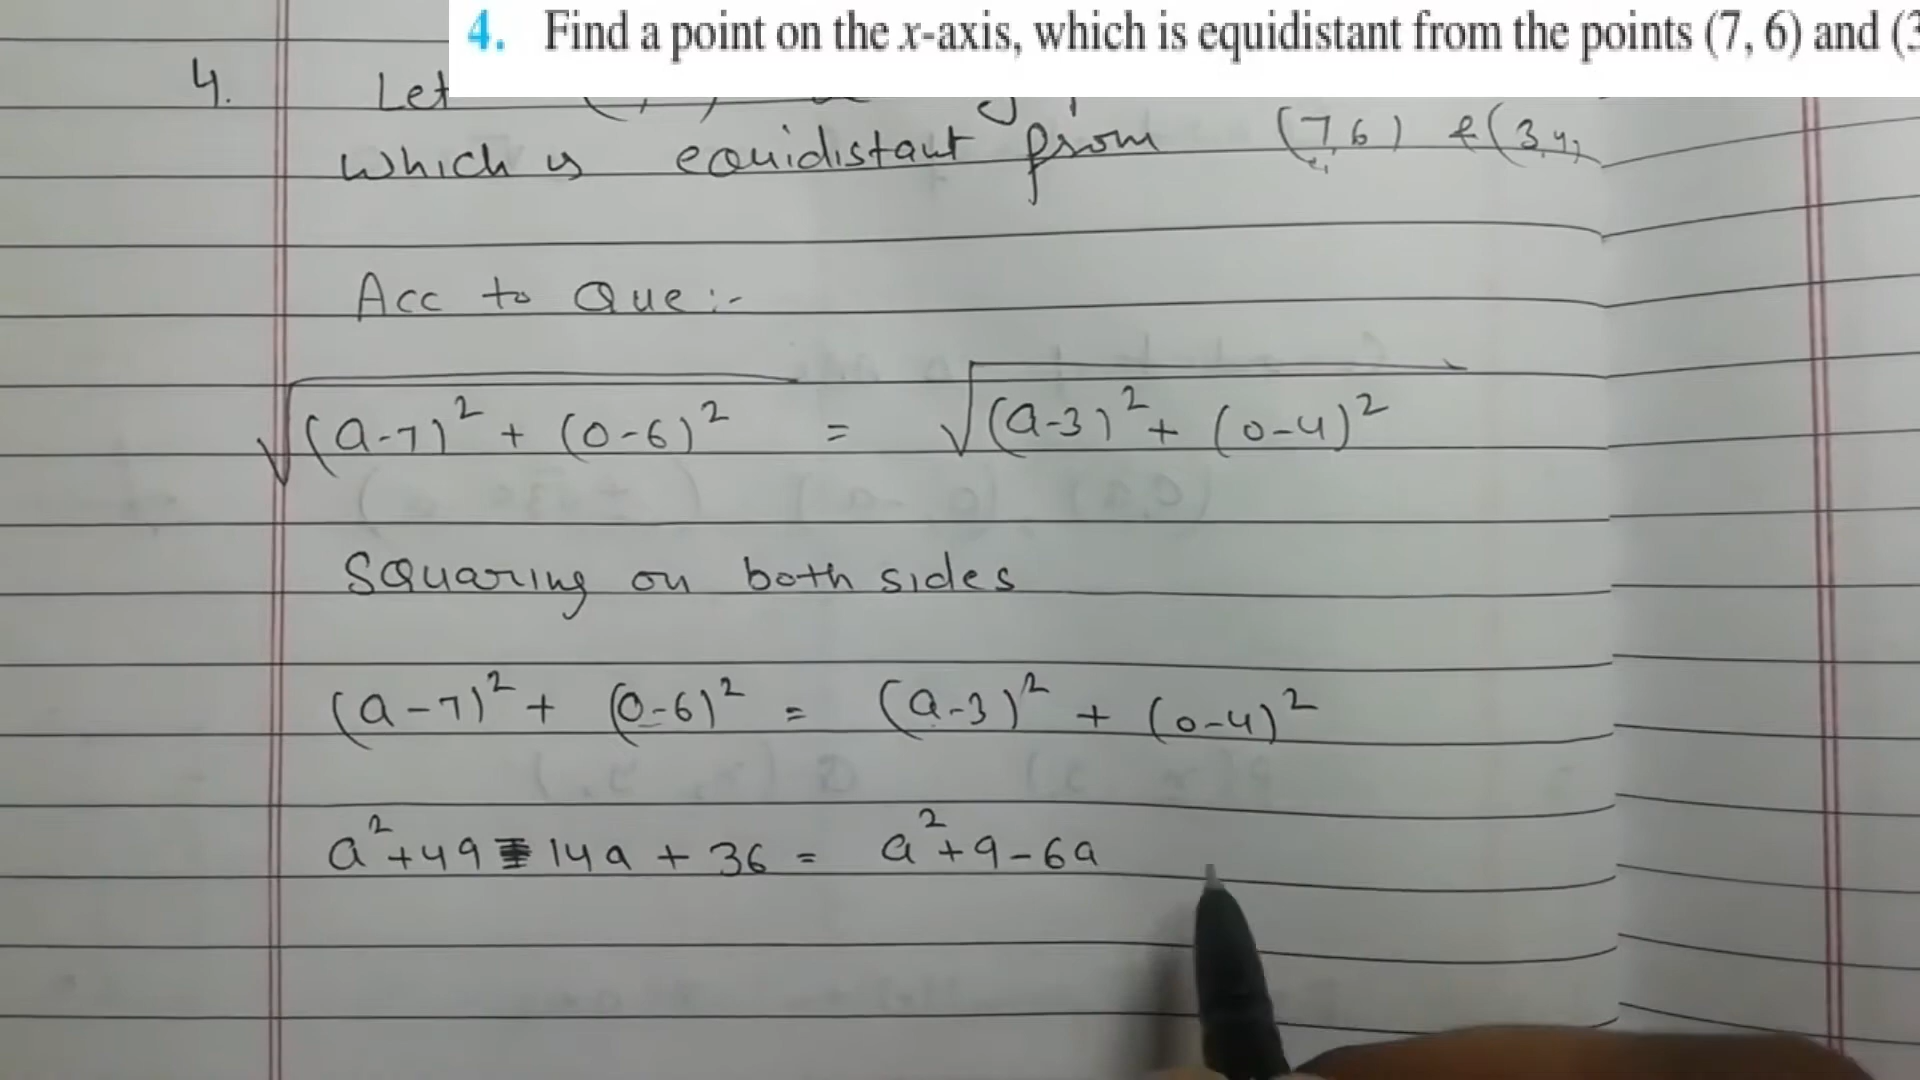 4. Find a point on the x-axis, which is equidistant from the points (7, 6) and (3
4. Let
which is equidistant from (7,6) & (3,4)
Acc to Que:-
√(a-7)² + (0-6)² = √(a-3)² + (0-4)²
Squaring on both sides
(a-7)² + (0-6)² = (a-3)² + (0-4)²
a²+49-14a+36 = a²+9-6a